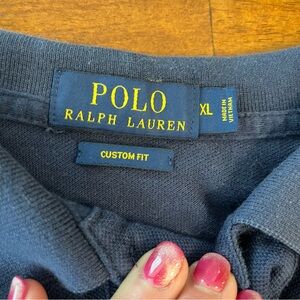 POLO
RALPH LAUREN
XL
MADE IN
VIETNAM
CUSTOM FIT